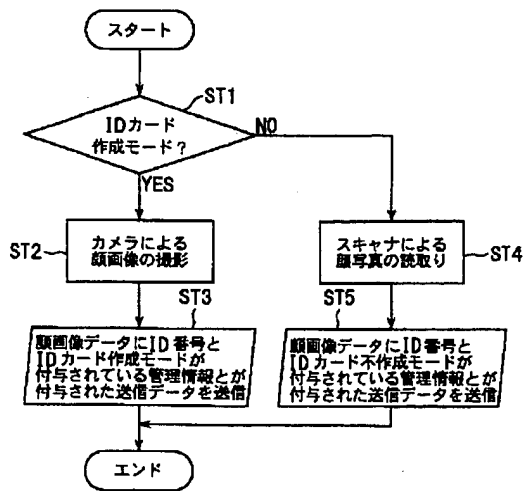 スタート
ST1
IDカード
作成モード?
NO
YES
ST2
カメラによる
顔画像の撮影
スキャナによる
顔写真の読取り
ST4
ST3
顔画像データにID番号と
IDカード作成モードが
付与されている管理情報とが
付与された送信データを送信
ST5
顔画像データにID番号と
IDカード不作成モードが
付与されている管理情報とが
付与された送信データを送信
エンド